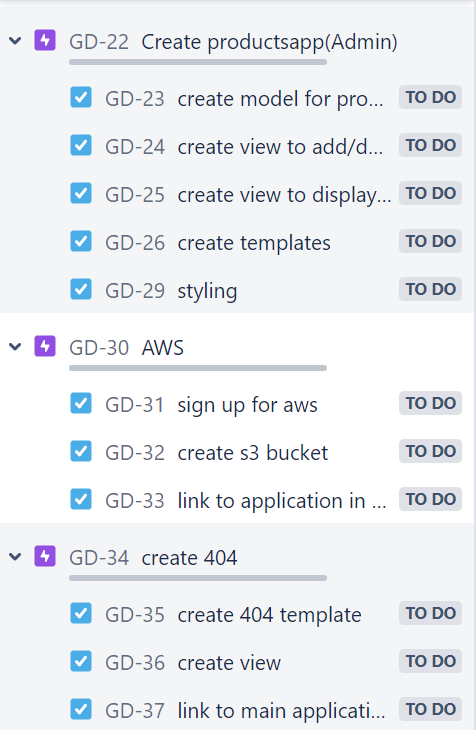 GD-22 Create productsapp(Admin)
GD-23 create model for pro... TO DO
GD-24 create view to add/d... TO DO
GD-25 create view to display... TO DO
GD-26 create templates TO DO
GD-29 styling TO DO
GD-30 AWS
GD-31 sign up for aws TO DO
GD-32 create s3 bucket TO DO
GD-33 link to application in ... TO DO
GD-34 create 404
GD-35 create 404 template TO DO
GD-36 create view TO DO
GD-37 link to main applicati... TO DO